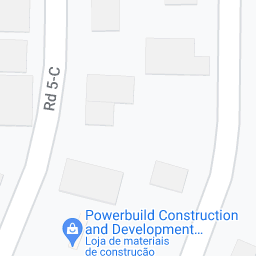 Rd 5-C
Powerbuild Construction
and Development...
Loja de materiais
de construção